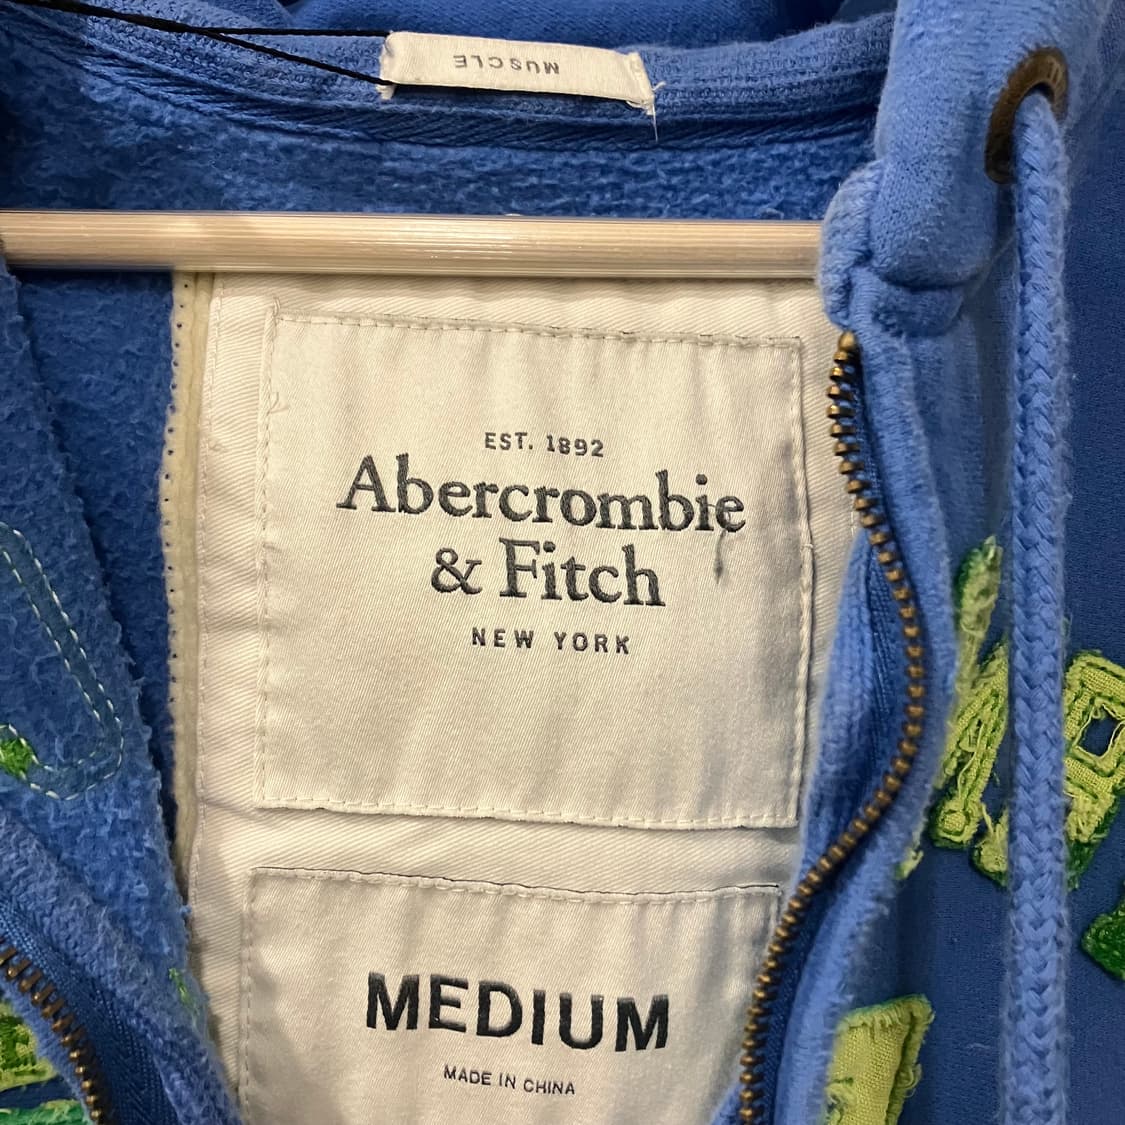 MUSCLE
EST. 1892
Abercrombie
& Fitch
NEW YORK
MEDIUM
MADE IN CHINA